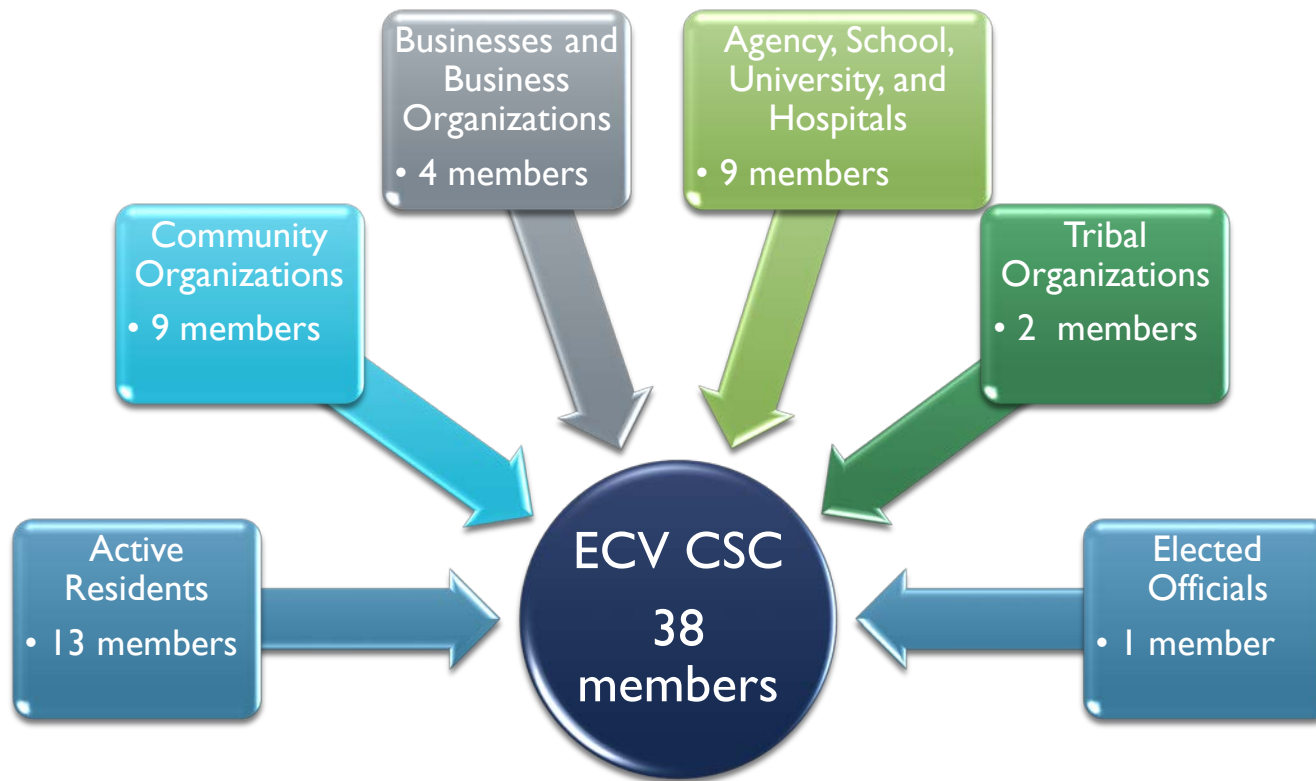 Businesses and
Business
Organizations
• 4 members
Agency, School,
University, and
Hospitals
• 9 members
Community
Organizations
• 9 members
Tribal
Organizations
• 2 members
Active
Residents
• 13 members
ECV CSC
38
members
Elected
Officials
• 1 member